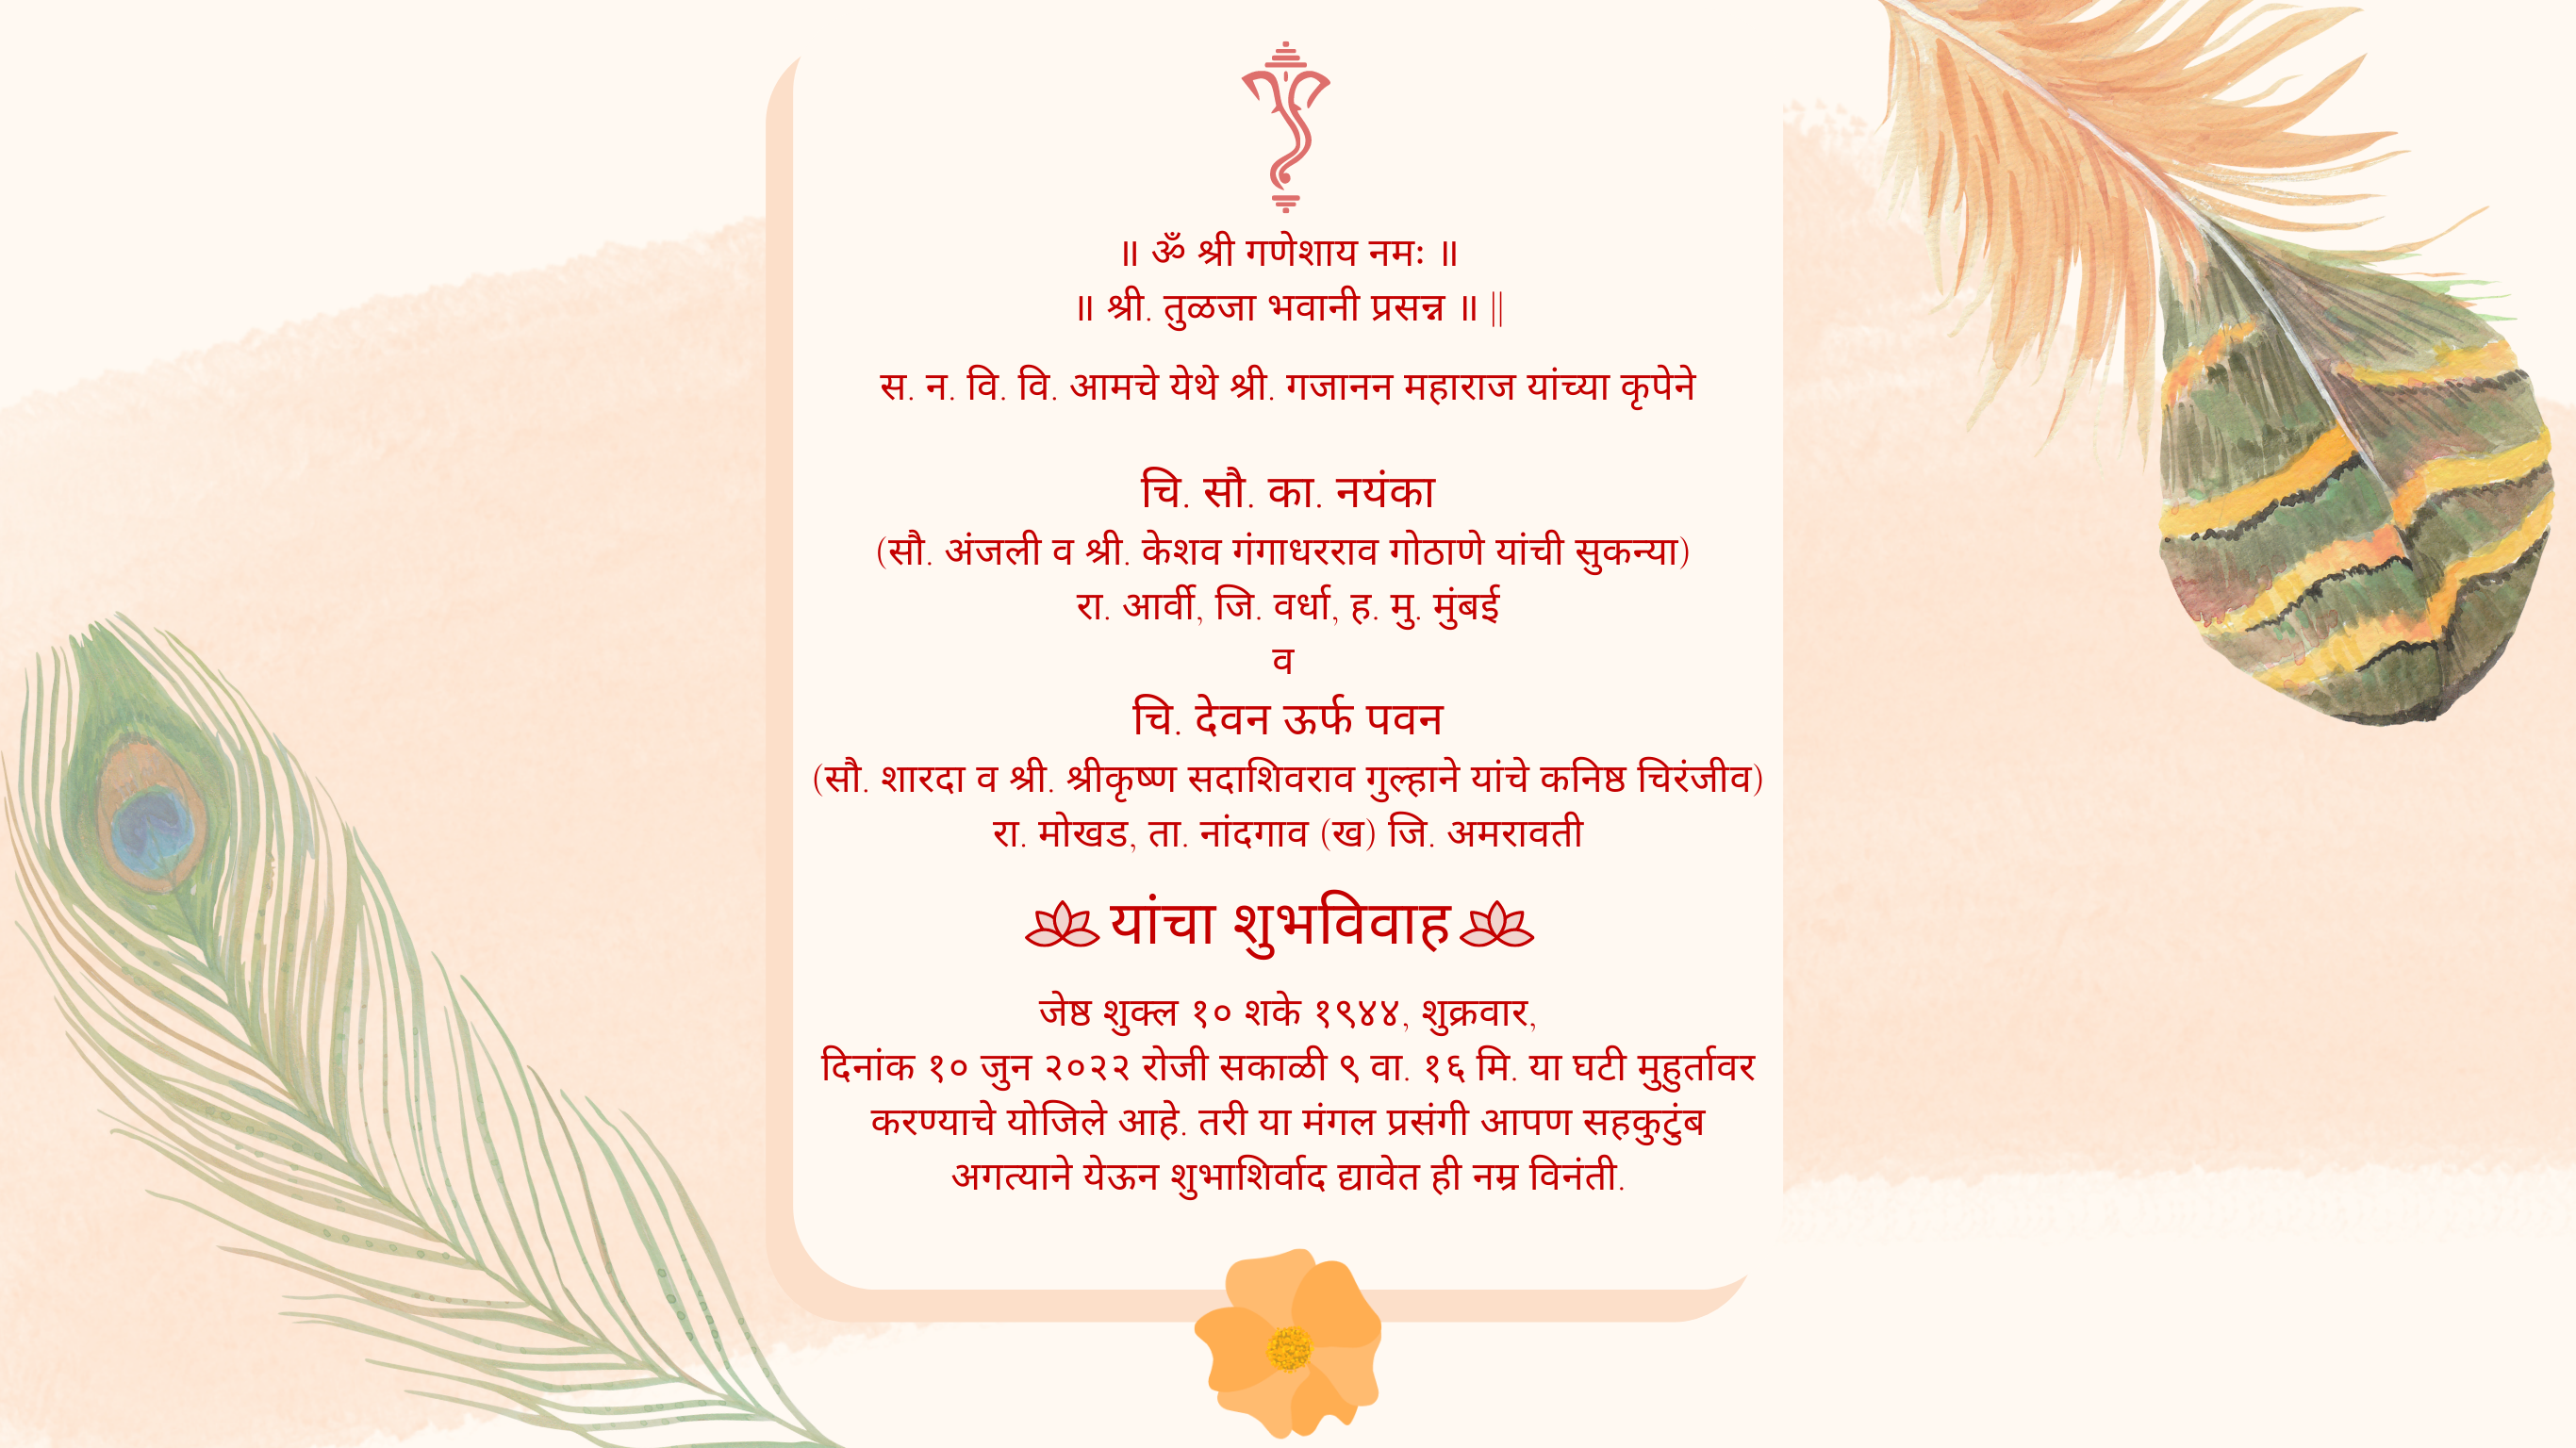 ॥ ॐ श्री गणेशाय नमः ॥
॥ श्री. तुळजा भवानी प्रसन्न ॥ ||
स. न. वि. वि. आमचे येथे श्री. गजानन महाराज यांच्या कृपेने
चि. सौ. का. नयंका
(सौ. अंजली व श्री. केशव गंगाधरराव गोठाणे यांची सुकन्या)
रा. आर्वी, जि. वर्धा, ह. मु. मुंबई
व
चि. देवन ऊर्फ पवन
(सौ. शारदा व श्री. श्रीकृष्ण सदाशिवराव गुल्हाने यांचे कनिष्ठ चिरंजीव)
रा. मोखड, ता. नांदगाव (ख) जि. अमरावती
यांचा शुभविवाह
जेष्ठ शुक्ल १० शके १९४४, शुक्रवार,
दिनांक १० जुन २०२२ रोजी सकाळी ९ वा. १६ मि. या घटी मुहुर्तावर
करण्याचे योजिले आहे. तरी या मंगल प्रसंगी आपण सहकुटुंब
अगत्याने येऊन शुभाशिर्वाद द्यावेत ही नम्र विनंती.